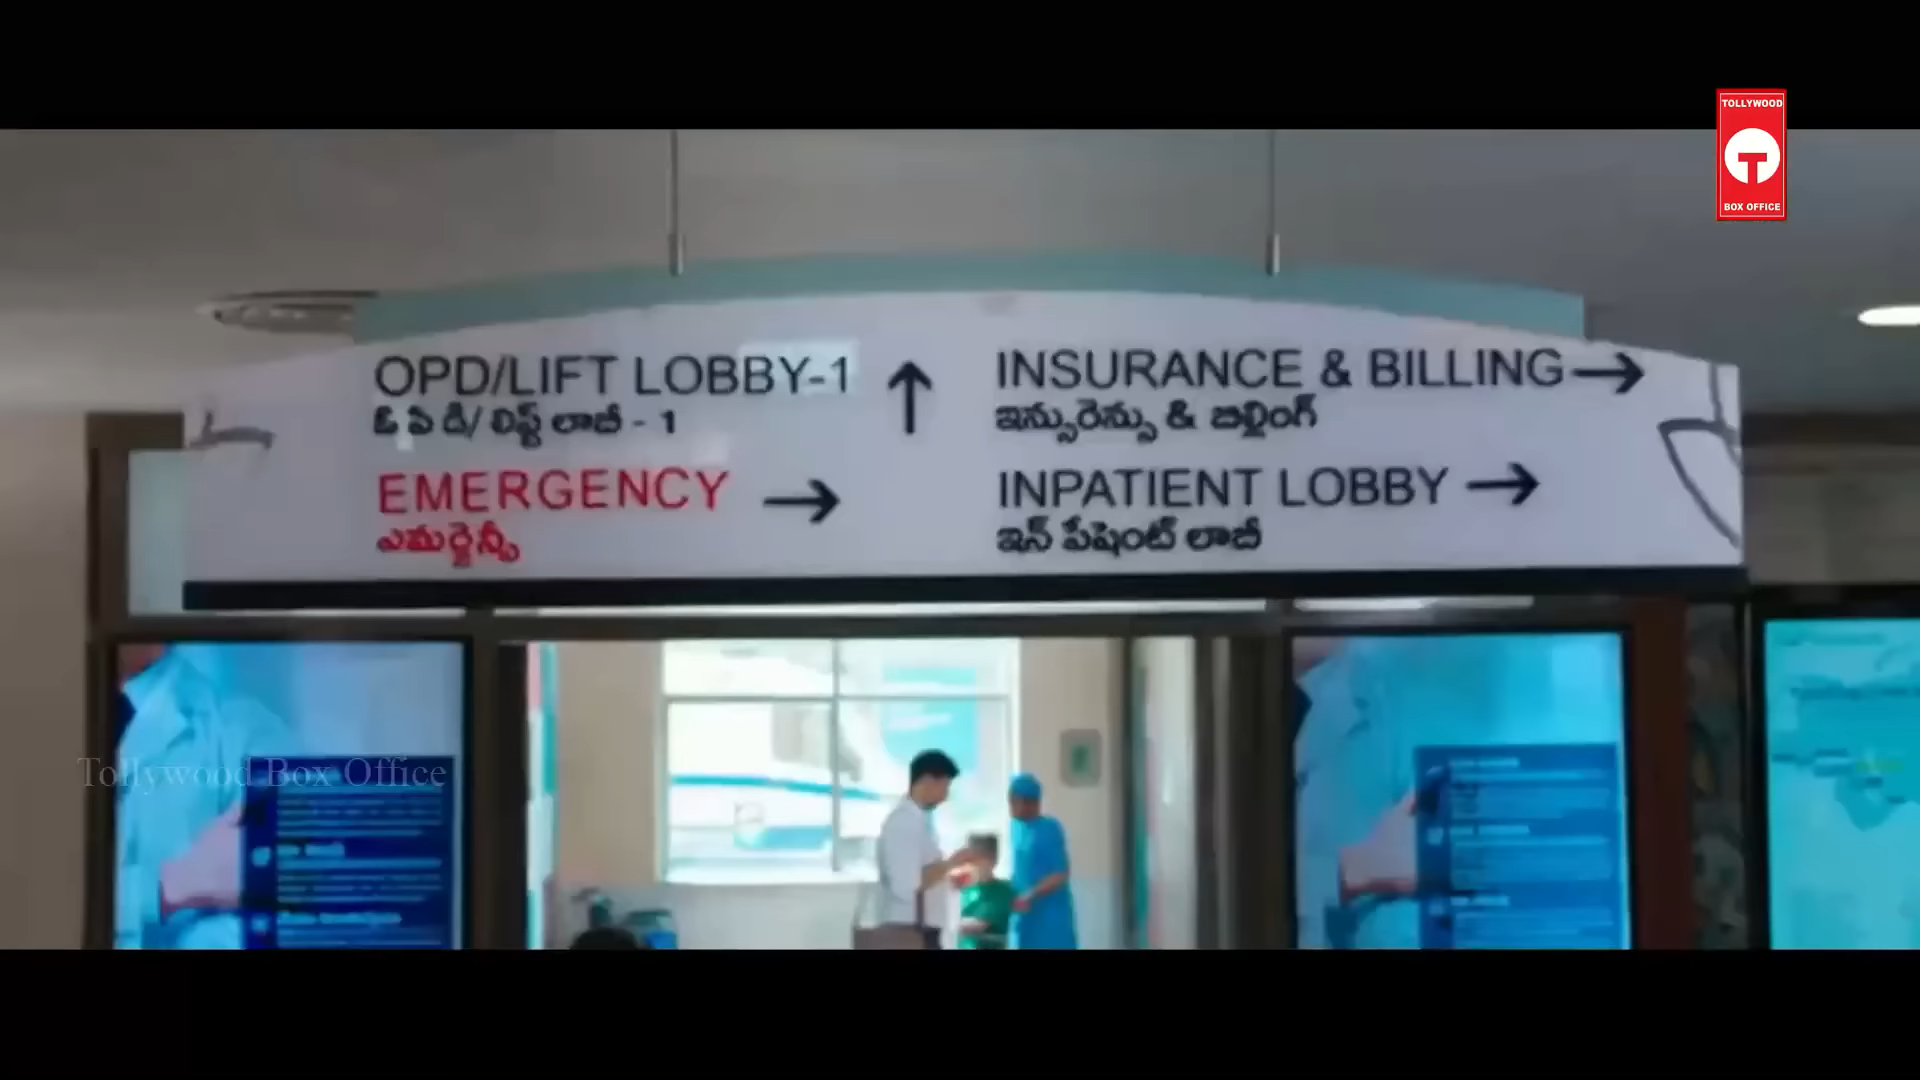 TOLLYWOOD
T
BOX OFFICE
OPD/LIFT LOBBY-1 ↑
ఓ పి డి/ లిఫ్ట్ లాబీ - 1
EMERGENCY →
ఎమర్జెన్సీ
INSURANCE & BILLING →
ఇన్సురెన్సు & బిల్లింగ్
INPATIENT LOBBY →
ఇన్ పేషెంట్ లాబీ
Tollywood Box Office